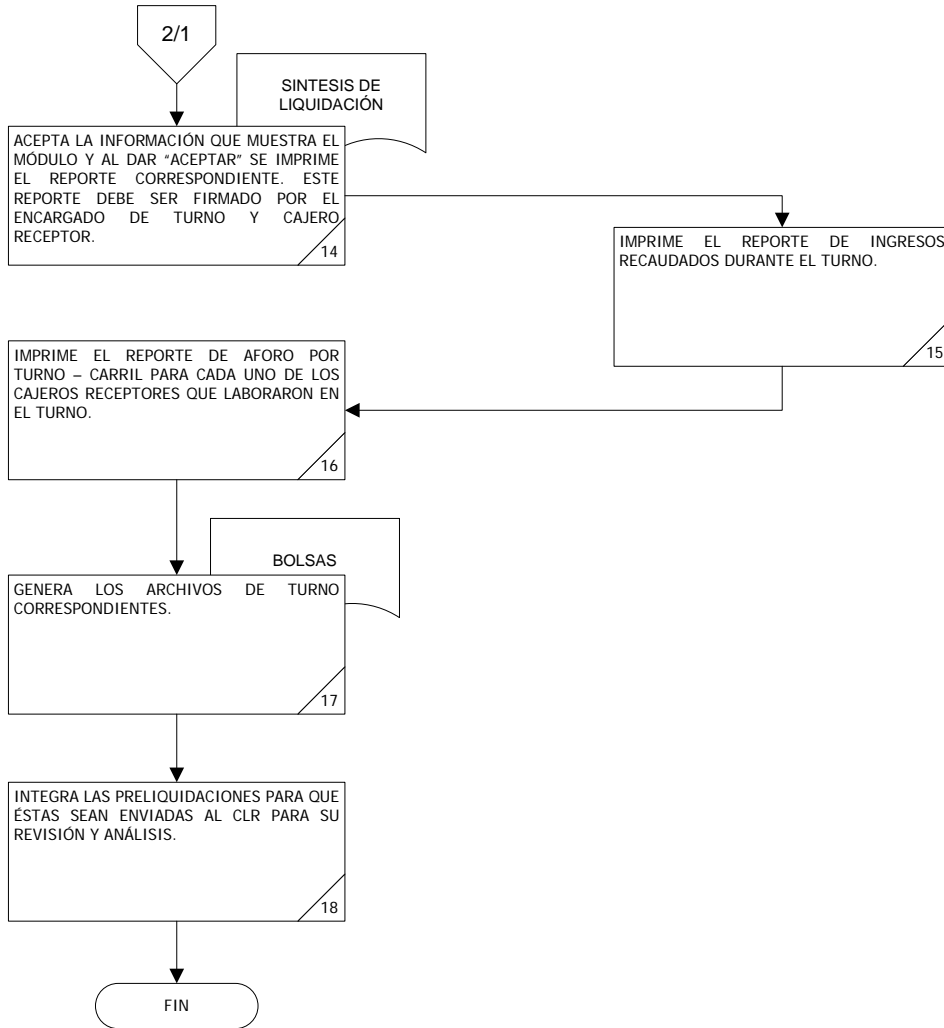 2/1
SINTESIS DE
LIQUIDACIÓN
ACEPTA LA INFORMACIÓN QUE MUESTRA EL
MÓDULO Y AL DAR “ACEPTAR” SE IMPRIME
EL REPORTE CORRESPONDIENTE. ESTE
REPORTE DEBE SER FIRMADO POR EL
ENCARGADO DE TURNO Y CAJERO
RECEPTOR.
14
IMPRIME EL REPORTE DE INGRESOS
RECAUDADOS DURANTE EL TURNO.
15
IMPRIME EL REPORTE DE AFORO POR
TURNO – CARRIL PARA CADA UNO DE LOS
CAJEROS RECEPTORES QUE LABORARON EN
EL TURNO.
16
BOLSAS
GENERA LOS ARCHIVOS DE TURNO
CORRESPONDIENTES.
17
INTEGRA LAS PRELIQUIDACIONES PARA QUE
ÉSTAS SEAN ENVIADAS AL CLR PARA SU
REVISIÓN Y ANÁLISIS.
18
FIN